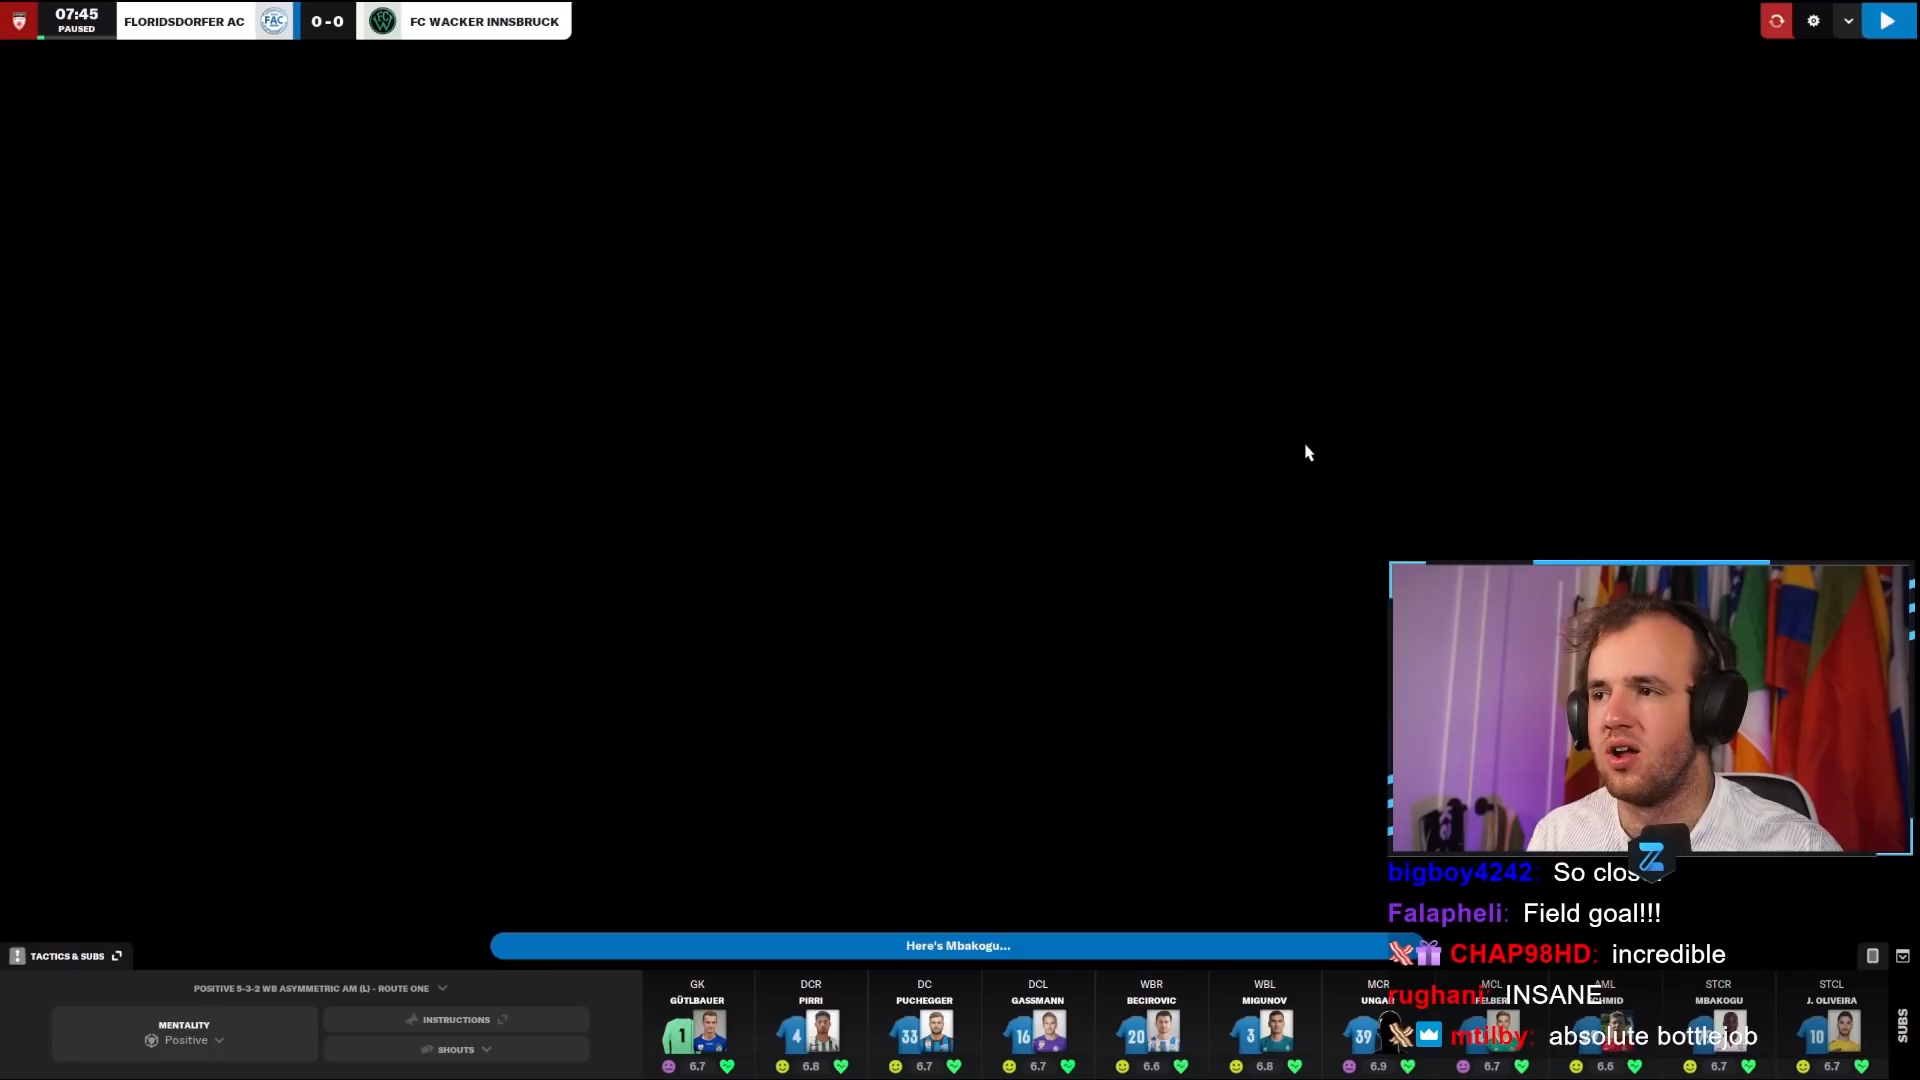 07:45
PAUSED
FLORIDSDORFER AC
FAC
0 - 0
FC WACKER INNSBRUCK
Here's Mbakogu...
TACTICS & SUBS
POSITIVE 5-3-2 WB ASYMMETRIC AM (L) - ROUTE ONE
MENTALITY
Positive
INSTRUCTIONS
SHOUTS
GK
GÜTLBAUER
1
6.7
DCR
PIRRI
4
6.8
DC
PUCHEGGER
33
6.7
DCL
GASSMANN
16
6.7
WBR
BECIROVIC
20
6.6
WBL
MIGUNOV
3
6.8
MCR
UNGAR
39
6.9
MCL
6.7
AML
6.6
STCR
MBAKOGU
6.7
STCL
J. OLIVEIRA
10
6.7
SUBS
bigboy4242: So close
Falapheli: Field goal!!!
CHAP98HD: incredible
rughani: INSANE
mtilby: absolute bottlejob